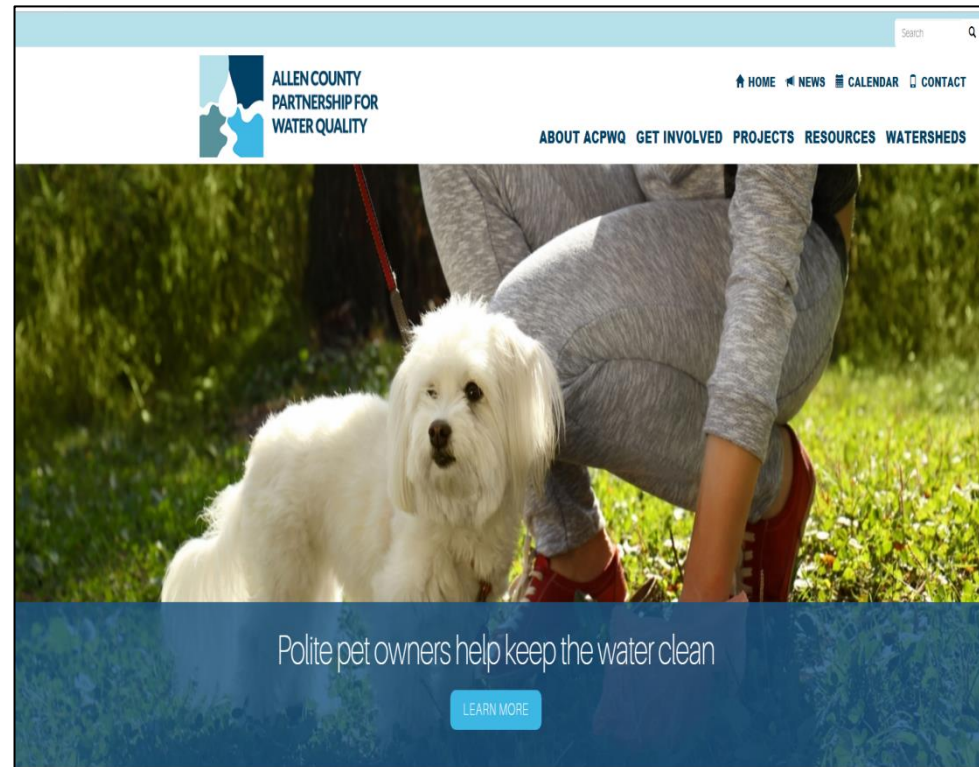 Search
ALLEN COUNTY
PARTNERSHIP FOR
WATER QUALITY
HOME NEWS CALENDAR CONTACT
ABOUT ACPWQ GET INVOLVED PROJECTS RESOURCES WATERSHEDS
Polite pet owners help keep the water clean
LEARN MORE